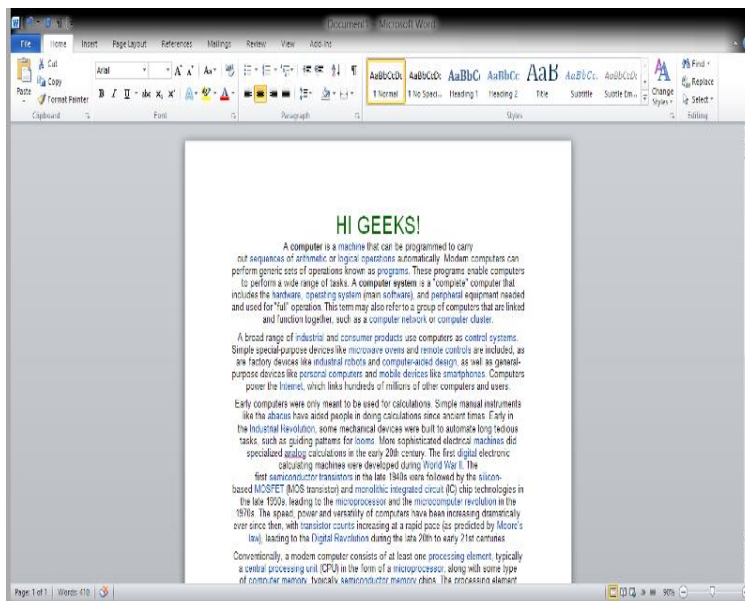 Document1 - Microsoft Word
File Home Insert Page Layout References Mailings Review View Add-Ins
Cut
Copy
Format Painter
Paste
Clipboard
Arial
Font
Paragraph
AaBbCcDc AaBbCcDc AaBbC AaBbCc AaB AaBbCc. AaBbCcDc
¶ Normal ¶ No Spaci... Heading 1 Heading 2 Title Subtitle Subtle Em...
Styles
Change Styles
Find
Replace
Select
Editing
HI GEEKS!
A computer is a machine that can be programmed to carry
out sequences of arithmetic or logical operations automatically. Modern computers can
perform generic sets of operations known as programs. These programs enable computers
to perform a wide range of tasks. A computer system is a "complete" computer that
includes the hardware, operating system (main software), and peripheral equipment needed
and used for "full" operation. This term may also refer to a group of computers that are linked
and function together, such as a computer network or computer cluster.
A broad range of industrial and consumer products use computers as control systems.
Simple special-purpose devices like microwave ovens and remote controls are included, as
are factory devices like industrial robots and computer-aided design, as well as general-
purpose devices like personal computers and mobile devices like smartphones. Computers
power the Internet, which links hundreds of millions of other computers and users.
Early computers were only meant to be used for calculations. Simple manual instruments
like the abacus have aided people in doing calculations since ancient times. Early in
the Industrial Revolution, some mechanical devices were built to automate long tedious
tasks, such as guiding patterns for looms. More sophisticated electrical machines did
specialized analog calculations in the early 20th century. The first digital electronic
calculating machines were developed during World War II. The
first semiconductor transistors in the late 1940s were followed by the silicon-
based MOSFET (MOS transistor) and monolithic integrated circuit (IC) chip technologies in
the late 1950s, leading to the microprocessor and the microcomputer revolution in the
1970s. The speed, power and versatility of computers have been increasing dramatically
ever since then, with transistor counts increasing at a rapid pace (as predicted by Moore's
law), leading to the Digital Revolution during the late 20th to early 21st centuries.
Conventionally, a modern computer consists of at least one processing element, typically
a central processing unit (CPU) in the form of a microprocessor, along with some type
of computer memory, typically semiconductor memory chips. The processing element
Page: 1 of 1 Words: 410 90%